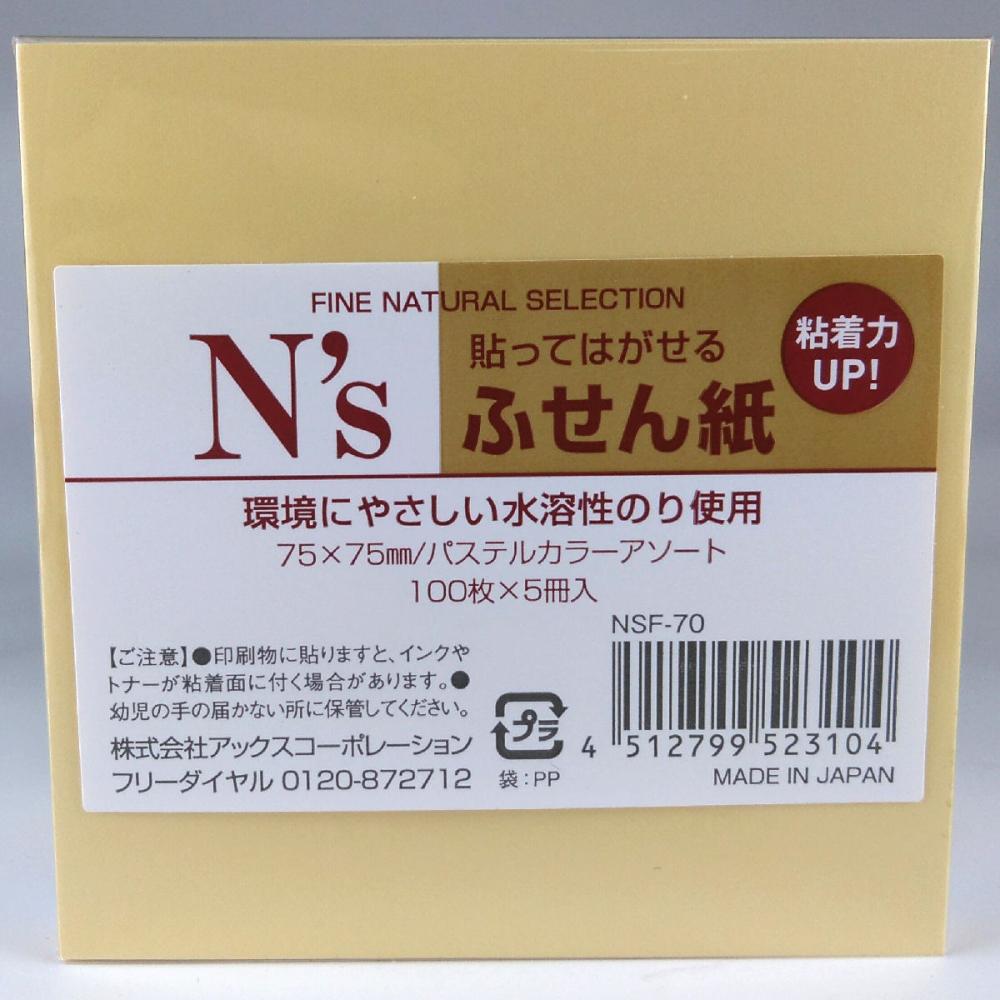 FINE NATURAL SELECTION
N's
貼ってはがせる
ふせん紙
粘着力
UP!
環境にやさしい水溶性のり使用
75×75㎜/パステルカラーアソート
100枚×5冊入
【ご注意】●印刷物に貼りますと、インクや
トナーが粘着面に付く場合があります。●
幼児の手の届かない所に保管してください。
株式会社アックスコーポレーション
フリーダイヤル 0120-872712
プラ
袋:PP
NSF-70
4 512799 523104
MADE IN JAPAN